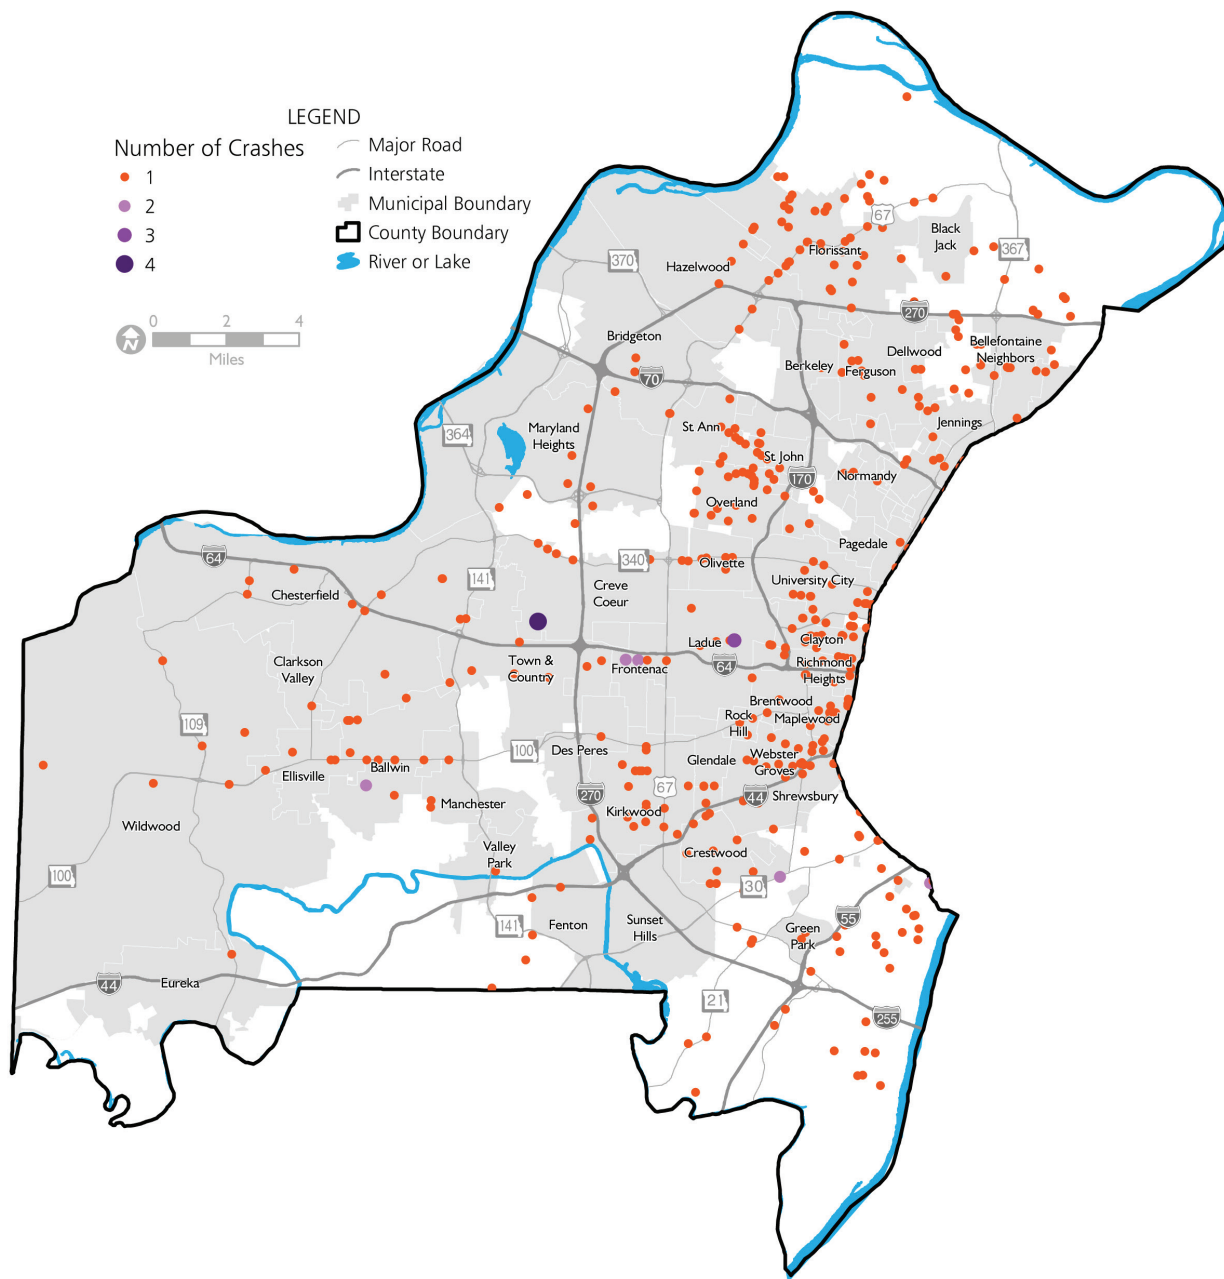 LEGEND
Number of Crashes
1
2
3
4
Major Road
Interstate
Municipal Boundary
County Boundary
River or Lake
0 2 4
N
Miles
67
Black
Jack
367
Florissant
370
Hazelwood
270
Bridgeton
Bellefontaine
Neighbors
Dellwood
Berkeley
Ferguson
70
Jennings
St Ann
Maryland
Heights
364
St John
Normandy
170
Overland
Pagedale
64
340
Olivette
141
University City
Creve
Coeur
Chesterfield
Ladue
Clayton
Clarkson
Valley
Town &
Country
Frontenac
64
Richmond
Heights
Brentwood
Rock
Hill
Maplewood
109
100
Des Peres
Glendale
Webster
Groves
Ballwin
Ellisville
67
270
44
Shrewsbury
Manchester
Kirkwood
Wildwood
Valley
Park
Crestwood
100
30
55
141
Fenton
Sunset
Hills
Green
Park
44
Eureka
21
255